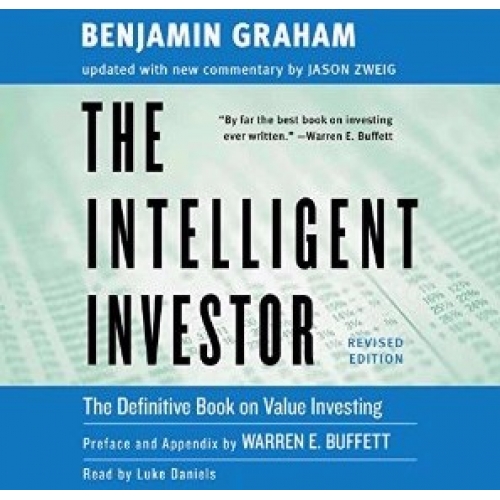 BENJAMIN GRAHAM
updated with new commentary by JASON ZWEIG
"By far the best book on investing
ever written." —Warren E. Buffett
THE
INTELLIGENT
INVESTOR
REVISED
EDITION
The Definitive Book on Value Investing
Preface and Appendix by WARREN E. BUFFETT
Read by Luke Daniels